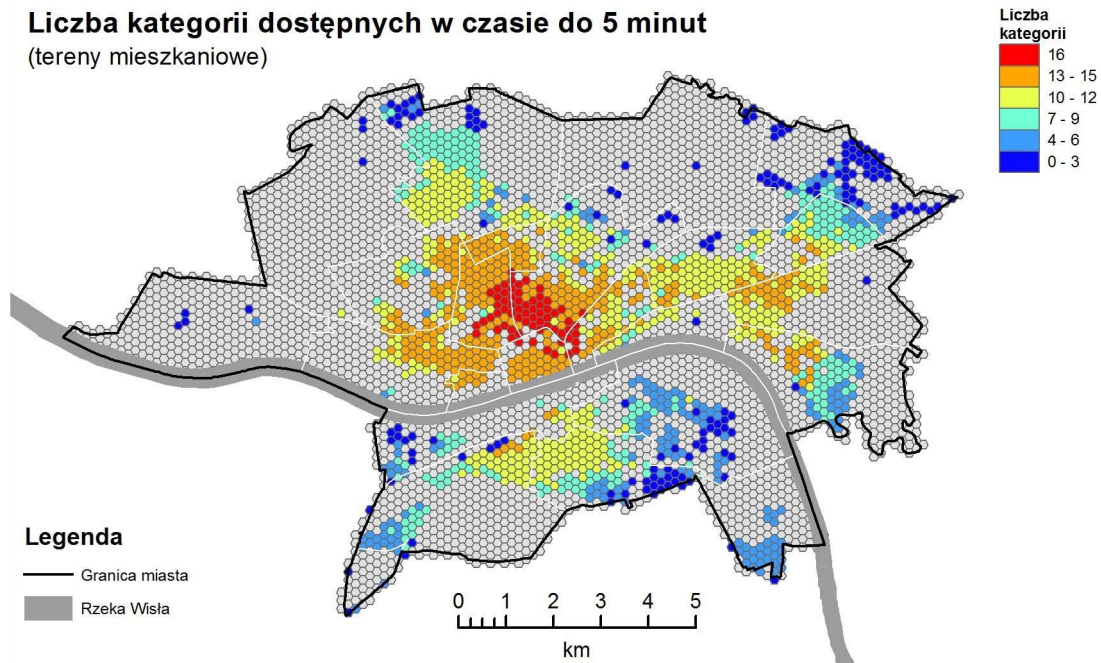 Liczba kategorii dostępnych w czasie do 5 minut
(tereny mieszkaniowe)
Liczba
kategorii
16
13 - 15
10 - 12
7 - 9
4 - 6
0 - 3
Legenda
Granica miasta
Rzeka Wisła
0 1 2 3 4 5
km